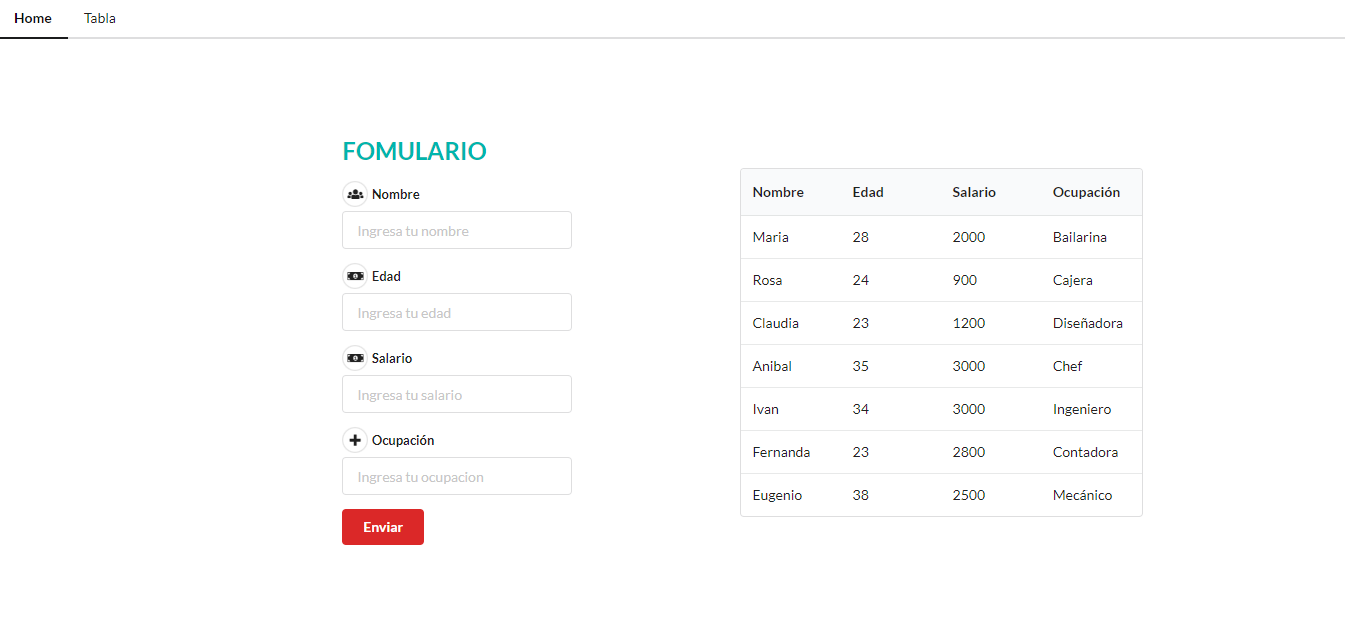 Home Tabla
FOMULARIO
Nombre
Ingresa tu nombre
Edad
Ingresa tu edad
Salario
Ingresa tu salario
Ocupación
Ingresa tu ocupacion
Enviar
Nombre Edad Salario Ocupación
Maria 28 2000 Bailarina
Rosa 24 900 Cajera
Claudia 23 1200 Diseñadora
Anibal 35 3000 Chef
Ivan 34 3000 Ingeniero
Fernanda 23 2800 Contadora
Eugenio 38 2500 Mecánico